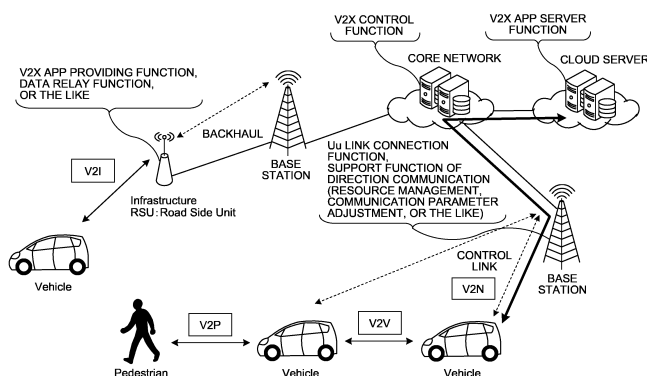 V2X CONTROL
FUNCTION
V2X APP SERVER
FUNCTION
CORE NETWORK
CLOUD SERVER
V2X APP PROVIDING FUNCTION,
DATA RELAY FUNCTION,
OR THE LIKE
BACKHAUL
BASE
STATION
Uu LINK CONNECTION
FUNCTION,
SUPPORT FUNCTION OF
DIRECTION COMMUNICATION
(RESOURCE MANAGEMENT,
COMMUNICATION PARAMETER
ADJUSTMENT, OR THE LIKE)
V2I
Infrastructure
RSU:Road Side Unit
Vehicle
CONTROL
LINK
V2N
BASE
STATION
V2P
V2V
Pedestrian
Vehicle
Vehicle